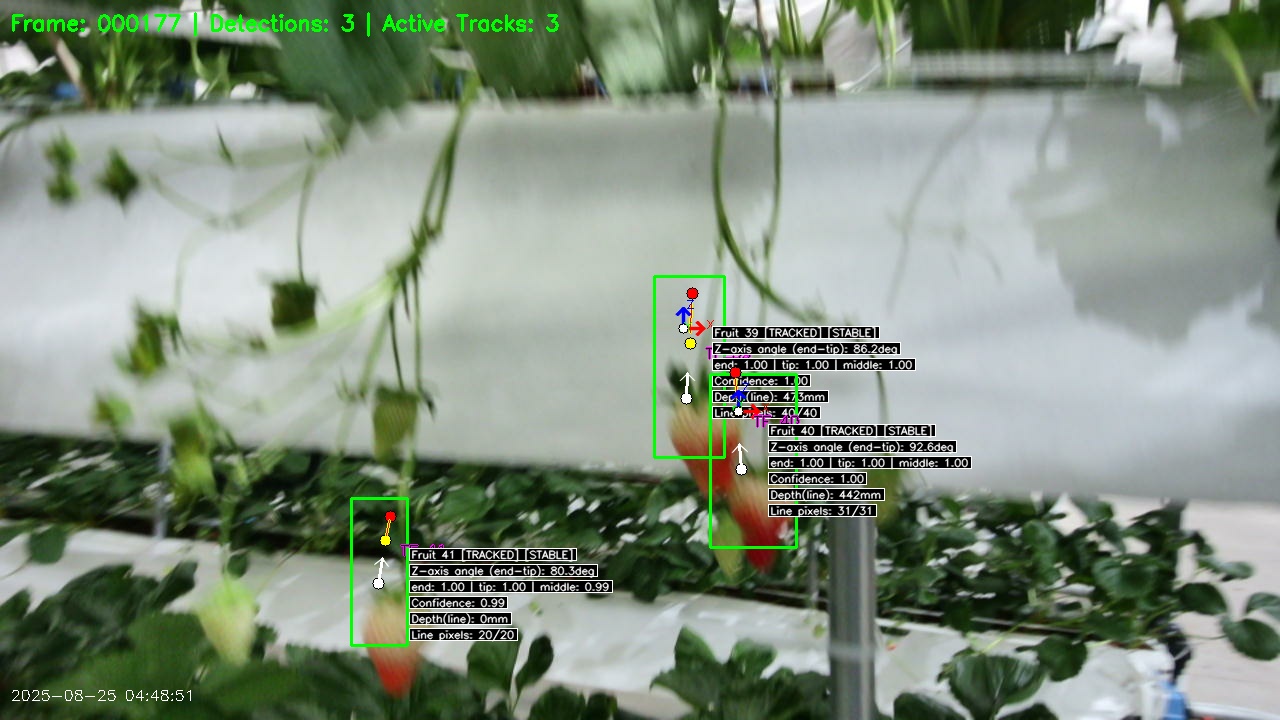 Frame: 000177 | Detections: 3 | Active Tracks: 3
Fruit 39 [TRACKED] [STABLE]
Z-axis angle (end-tip): 86.2deg
end: 1.00 | tip: 1.00 | middle: 1.00
Confidence: 1.00
Depth(line): 473mm
Line pixels: 40/40
Fruit 40 [TRACKED] [STABLE]
Z-axis angle (end-tip): 92.6deg
end: 1.00 | tip: 1.00 | middle: 1.00
Confidence: 1.00
Depth(line): 442mm
Line pixels: 31/31
Fruit 41 [TRACKED] [STABLE]
Z-axis angle (end-tip): 80.3deg
end: 1.00 | tip: 1.00 | middle: 0.99
Confidence: 0.99
Depth(line): 0mm
Line pixels: 20/20
2025-08-25 04:48:51